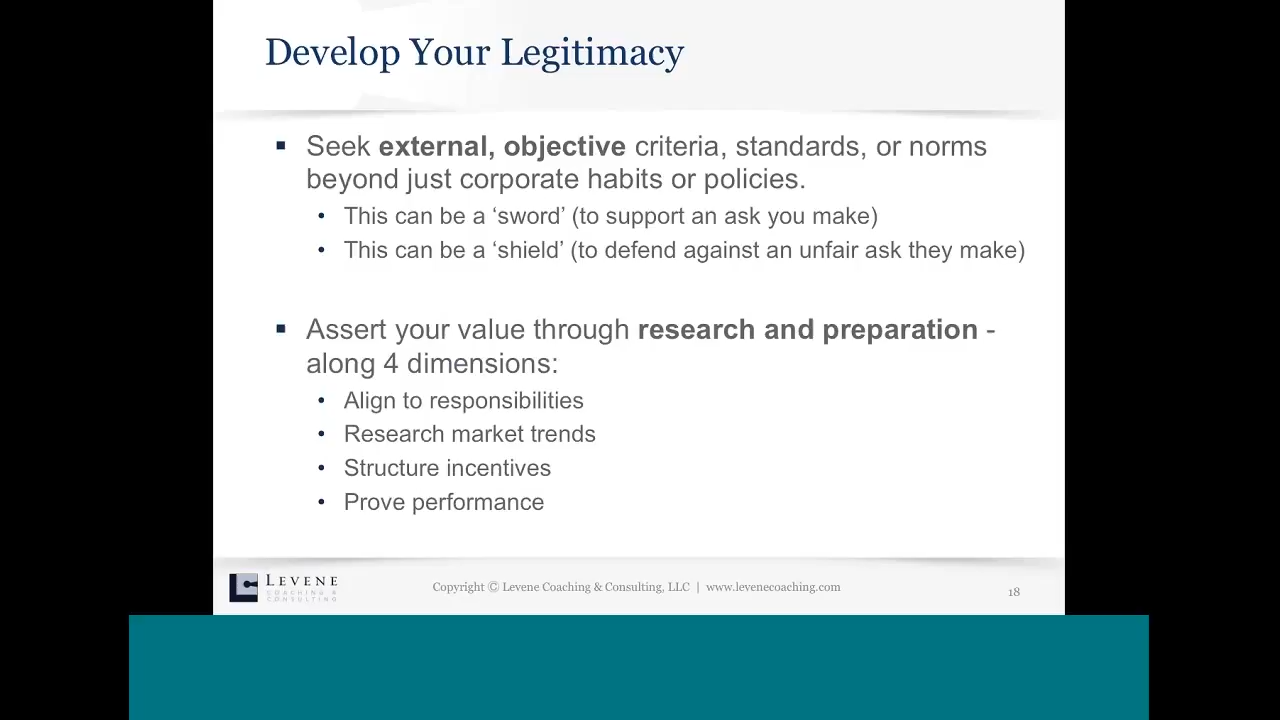 Develop Your Legitimacy
▪ Seek external, objective criteria, standards, or norms
beyond just corporate habits or policies.
• This can be a ‘sword’ (to support an ask you make)
• This can be a ‘shield’ (to defend against an unfair ask they make)
▪ Assert your value through research and preparation -
along 4 dimensions:
• Align to responsibilities
• Research market trends
• Structure incentives
• Prove performance
LEVENE
COACHING &
CONSULTING
Copyright © Levene Coaching & Consulting, LLC | www.levenecoaching.com
18